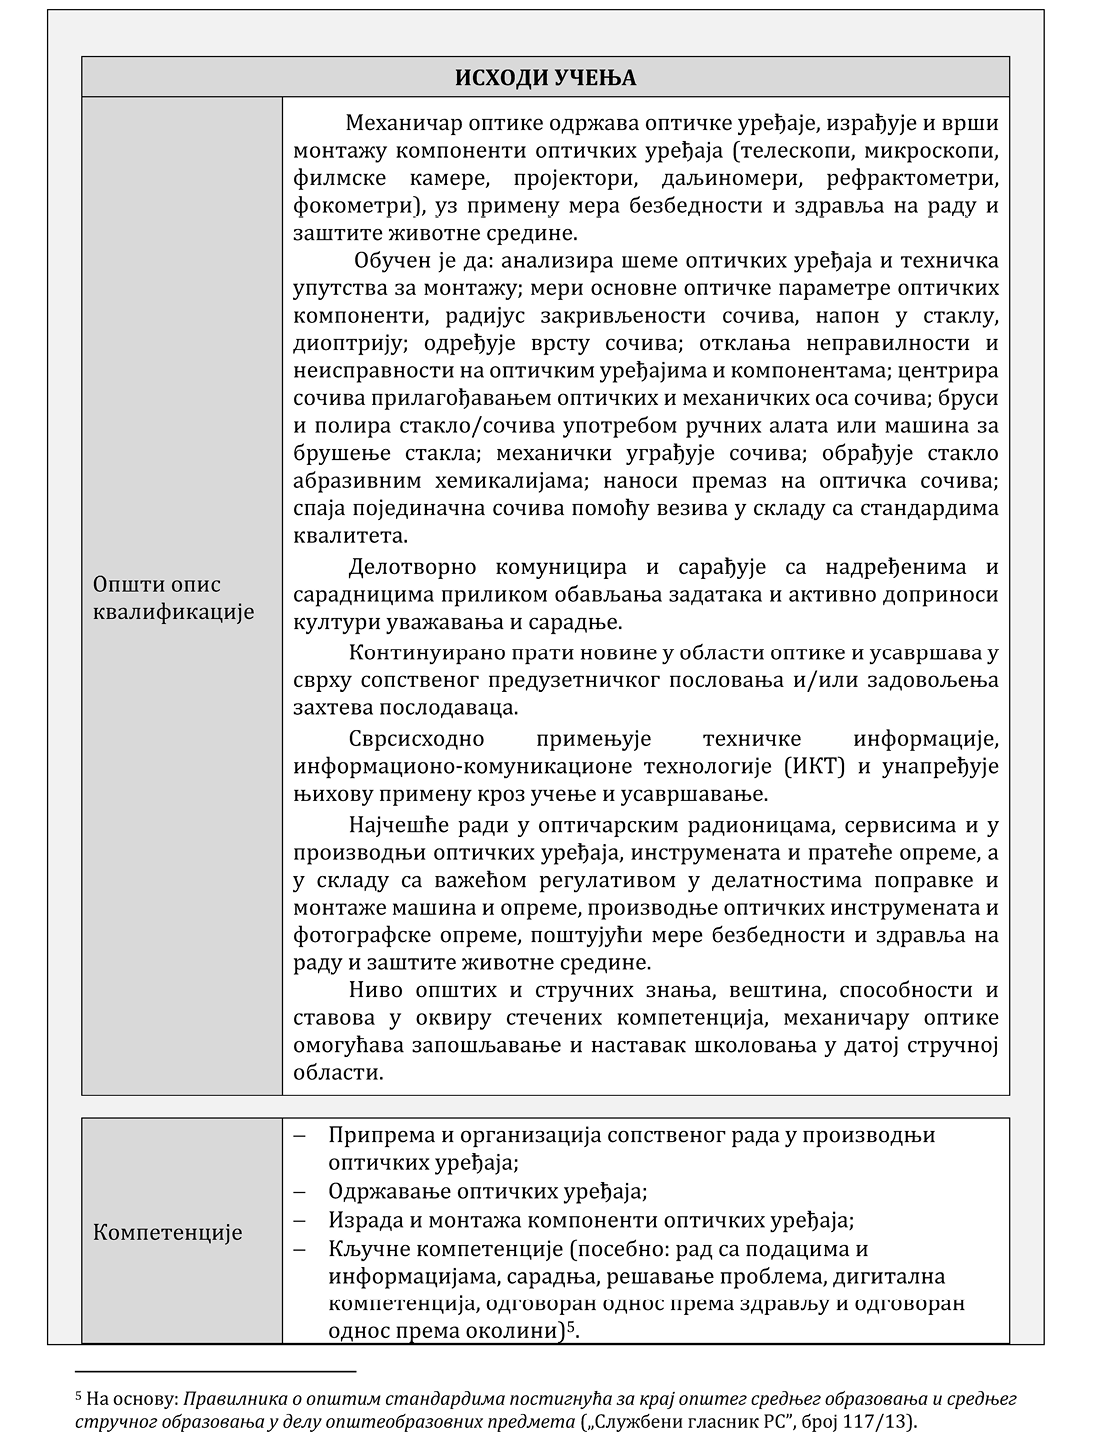 ИСХОДИ УЧЕЊА
Механичар оптике одржава оптичке уређаје, израђује и врши
монтажу компоненти оптичких уређаја (телескопи, микроскопи,
филмске камере, пројектори, даљиномери, рефрактометри,
фокометри), уз примену мера безбедности и здравља на раду и
заштите животне средине.
Обучен је да: анализира шеме оптичких уређаја и техничка
упутства за монтажу; мери основне оптичке параметре оптичких
компоненти, радијус закривљености сочива, напон у стаклу,
диоптрију; одређује врсту сочива; отклања неправилности и
неисправности на оптичким уређајима и компонентама; центрира
сочива прилагођавањем оптичких и механичких оса сочива; бруси
и полира стакло/сочива употребом ручних алата или машина за
брушење стакла; механички уграђује сочива; обрађује стакло
абразивним хемикалијама; наноси премаз на оптичка сочива;
спаја појединачна сочива помоћу везива у складу са стандардима
квалитета.
Општи опис
квалификације
Делотворно комуницира и сарађује са надређенима и
сарадницима приликом обављања задатака и активно доприноси
култури уважавања и сарадње.
Континуирано прати новине у области оптике и усавршава у
сврху сопственог предузетничког пословања и/или задовољења
захтева послодаваца.
Сврсисходно примењује техничке информације,
информационо-комуникационе технологије (ИКТ) и унапређује
њихову примену кроз учење и усавршавање.
Најчешће ради у оптичарским радионицама, сервисима и у
производњи оптичких уређаја, инструмената и пратеће опреме, а
у складу са важећом регулативом у делатностима поправке и
монтаже машина и опреме, производње оптичких инструмената и
фотографске опреме, поштујући мере безбедности и здравља на
раду и заштите животне средине.
Ниво општих и стручних знања, вештина, способности и
ставова у оквиру стечених компетенција, механичару оптике
омогућава запошљавање и наставак школовања у датој стручној
области.
Компетенције
– Припрема и организација сопственог рада у производњи
оптичких уређаја;
– Одржавање оптичких уређаја;
– Израда и монтажа компоненти оптичких уређаја;
– Кључне компетенције (посебно: рад са подацима и
информацијама, сарадња, решавање проблема, дигитална
компетенција, одговоран однос према здрављу и одговоран
однос према околини)⁵.
⁵ На основу: Правилника о општим стандардима постигнућа за крај општег средњег образовања и средњег
стручног образовања у делу општеобразовних предмета („Службени гласник РС”, број 117/13).